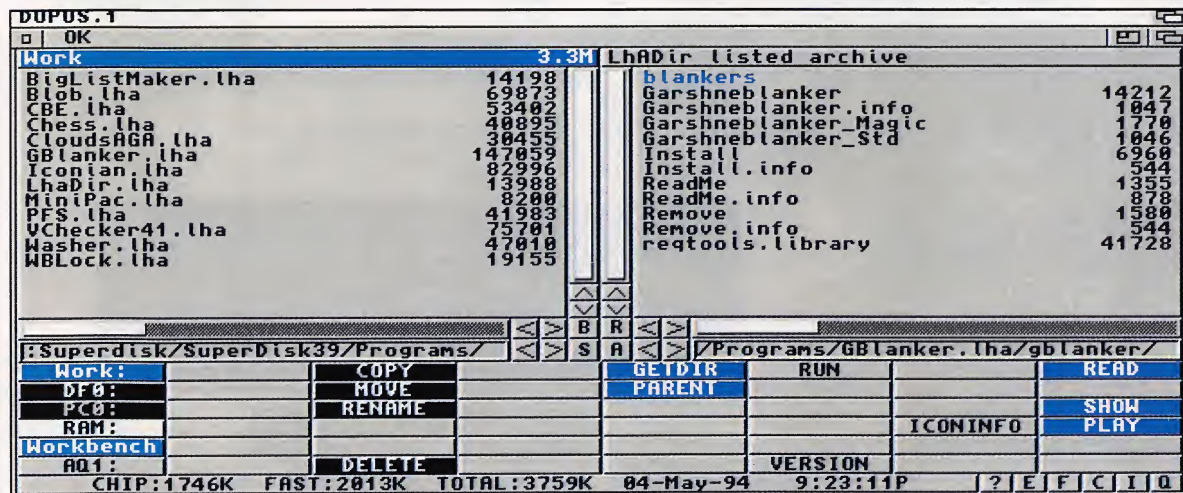 DOPUS.1
OK
Work 3.3M
BigListMaker.lha 14198
Blob.lha 69873
CBE.lha 53402
Chess.lha 40895
CloudsAGA.lha 30455
GBlanker.lha 147059
Iconian.lha 82996
LhaDir.lha 13988
MiniPac.lha 8200
PFS.lha 41983
VChecker41.lha 75701
Washer.lha 47010
WBLock.lha 19155
LhADir listed archive
blankers
Garshneblanker 14212
Garshneblanker.info 1047
Garshneblanker_Magic 1770
Garshneblanker_Std 1046
Install 6960
Install.info 544
ReadMe 1355
ReadMe.info 878
Remove 1580
Remove.info 544
reqtools.library 41728
< > B R < >
:Superdisk/SuperDisk39/Programs/ < > S A < > /Programs/GBlanker.lha/gblanker/
Work: COPY GETDIR RUN READ
DF0: MOVE PARENT
PC0: RENAME SHOW
RAM: ICONINFO PLAY
Workbench
AQ1: DELETE VERSION
CHIP:1746K FAST:2013K TOTAL:3759K 04-May-94 9:23:11P ? E F C I Q